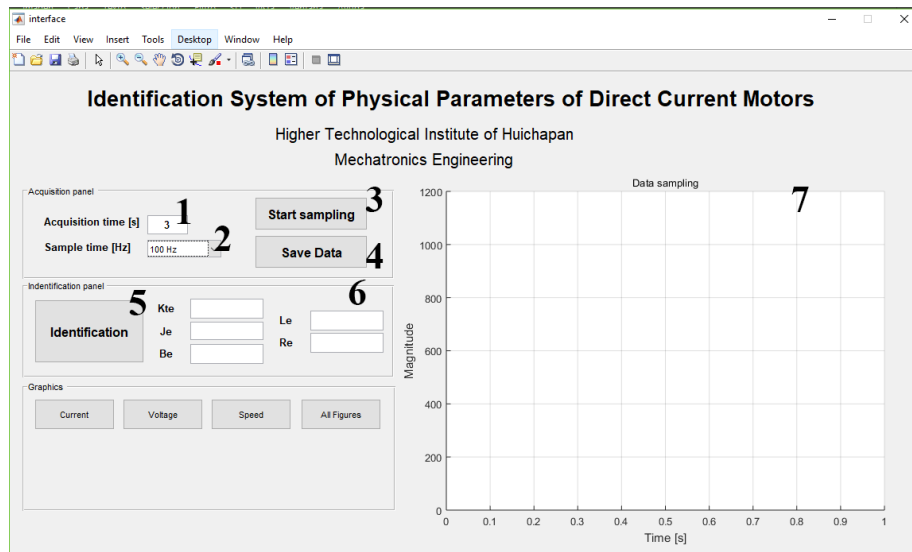 interface
File Edit View Insert Tools Desktop Window Help
Identification System of Physical Parameters of Direct Current Motors
Higher Technological Institute of Huichapan
Mechatronics Engineering
Acquisition panel
Acquisition time [s] 3 1
Sample time [Hz] 100 Hz 2
Start sampling 3
Save Data 4
Indentification panel
Identification 5
Kte
Je
Be
6
Le
Re
Graphics
Current Voltage Speed All Figures
Data sampling
7
Magnitude
1200
1000
800
600
400
200
0
0 0.1 0.2 0.3 0.4 0.5 0.6 0.7 0.8 0.9 1
Time [s]